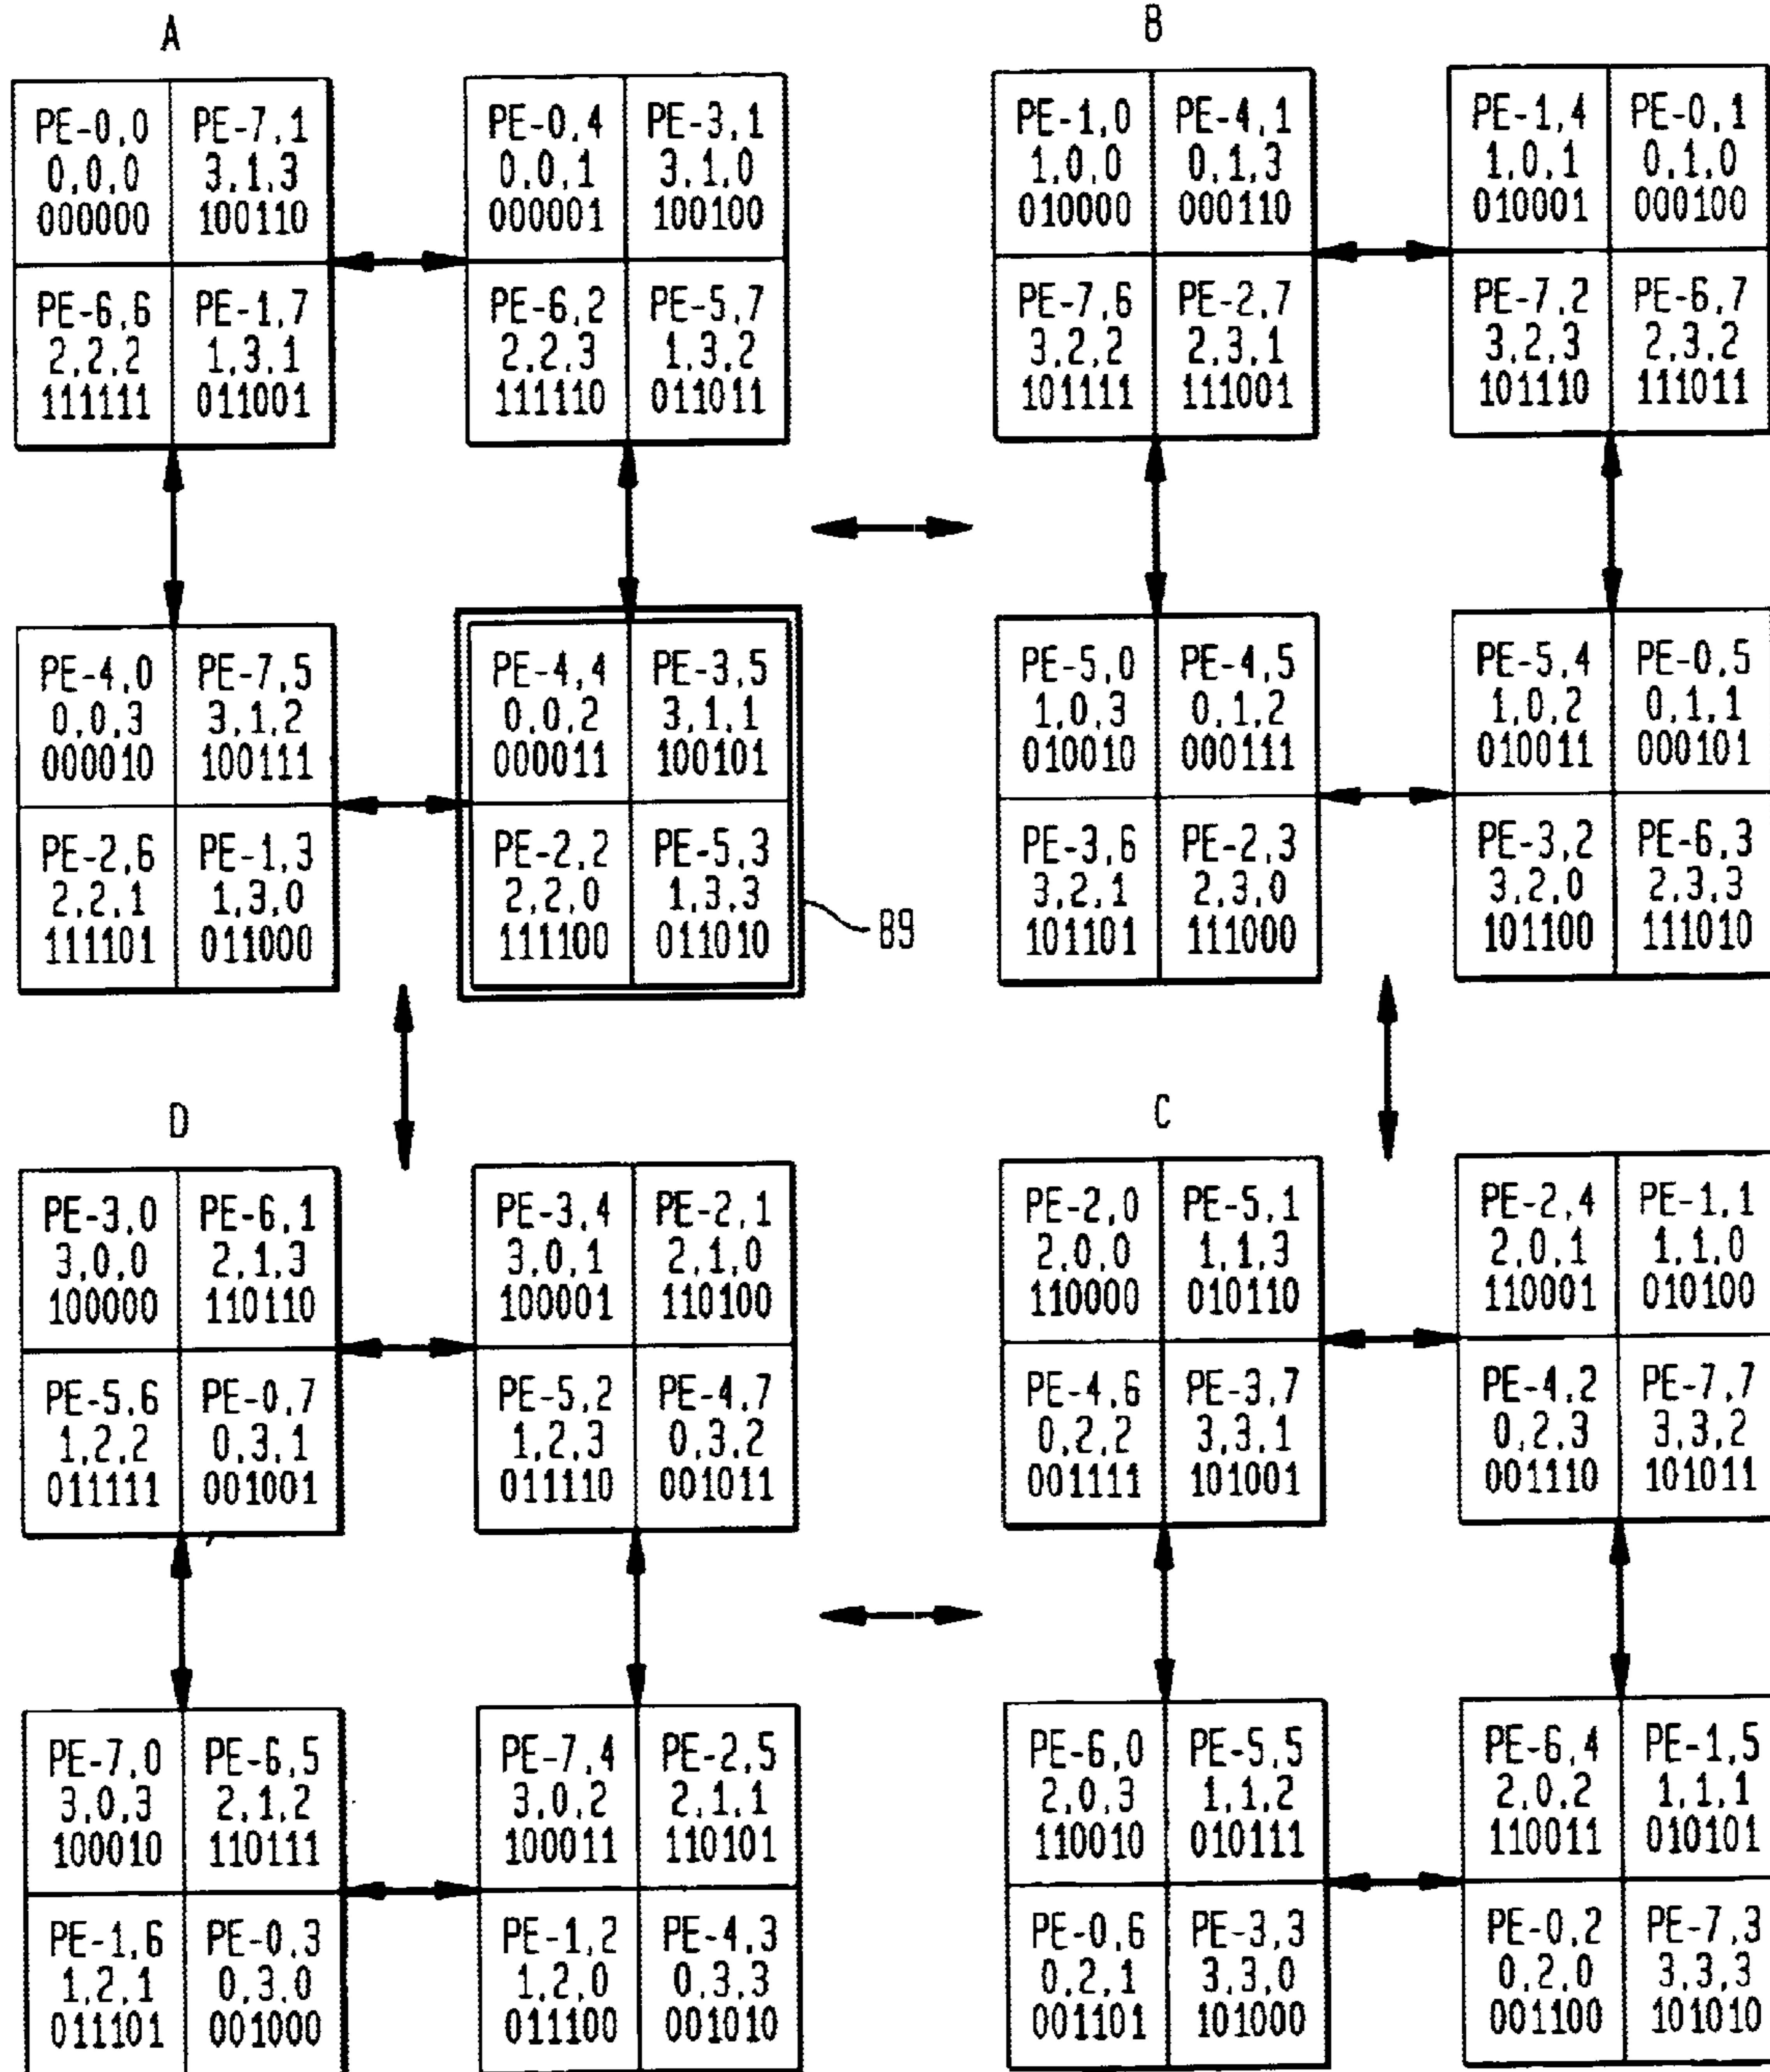 A
PE-0,0
0,0,0
000000
PE-7,1
3,1,3
100110
PE-6,6
2,2,2
111111
PE-1,7
1,3,1
011001
PE-0,4
0,0,1
000001
PE-3,1
3,1,0
100100
PE-6,2
2,2,3
111110
PE-5,7
1,3,2
011011
PE-4,0
0,0,3
000010
PE-7,5
3,1,2
100111
PE-2,6
2,2,1
111101
PE-1,3
1,3,0
011000
PE-4,4
0,0,2
000011
PE-3,5
3,1,1
100101
PE-2,2
2,2,0
111100
PE-5,3
1,3,3
011010
89
B
PE-1,0
1,0,0
010000
PE-4,1
0,1,3
000110
PE-7,6
3,2,2
101111
PE-2,7
2,3,1
111001
PE-1,4
1,0,1
010001
PE-0,1
0,1,0
000100
PE-7,2
3,2,3
101110
PE-6,7
2,3,2
111011
PE-5,0
1,0,3
010010
PE-4,5
0,1,2
000111
PE-3,6
3,2,1
101101
PE-2,3
2,3,0
111000
PE-5,4
1,0,2
010011
PE-0,5
0,1,1
000101
PE-3,2
3,2,0
101100
PE-6,3
2,3,3
111010
D
PE-3,0
3,0,0
100000
PE-6,1
2,1,3
110110
PE-5,6
1,2,2
011111
PE-0,7
0,3,1
001001
PE-3,4
3,0,1
100001
PE-2,1
2,1,0
110100
PE-5,2
1,2,3
011110
PE-4,7
0,3,2
001011
PE-7,0
3,0,3
100010
PE-6,5
2,1,2
110111
PE-1,6
1,2,1
011101
PE-0,3
0,3,0
001000
PE-7,4
3,0,2
100011
PE-2,5
2,1,1
110101
PE-1,2
1,2,0
011100
PE-4,3
0,3,3
001010
C
PE-2,0
2,0,0
110000
PE-5,1
1,1,3
010110
PE-4,6
0,2,2
001111
PE-3,7
3,3,1
101001
PE-2,4
2,0,1
110001
PE-1,1
1,1,0
010100
PE-4,2
0,2,3
001110
PE-7,7
3,3,2
101011
PE-6,0
2,0,3
110010
PE-5,5
1,1,2
010111
PE-0,6
0,2,1
001101
PE-3,3
3,3,0
101000
PE-6,4
2,0,2
110011
PE-1,5
1,1,1
010101
PE-0,2
0,2,0
001100
PE-7,3
3,3,3
101010